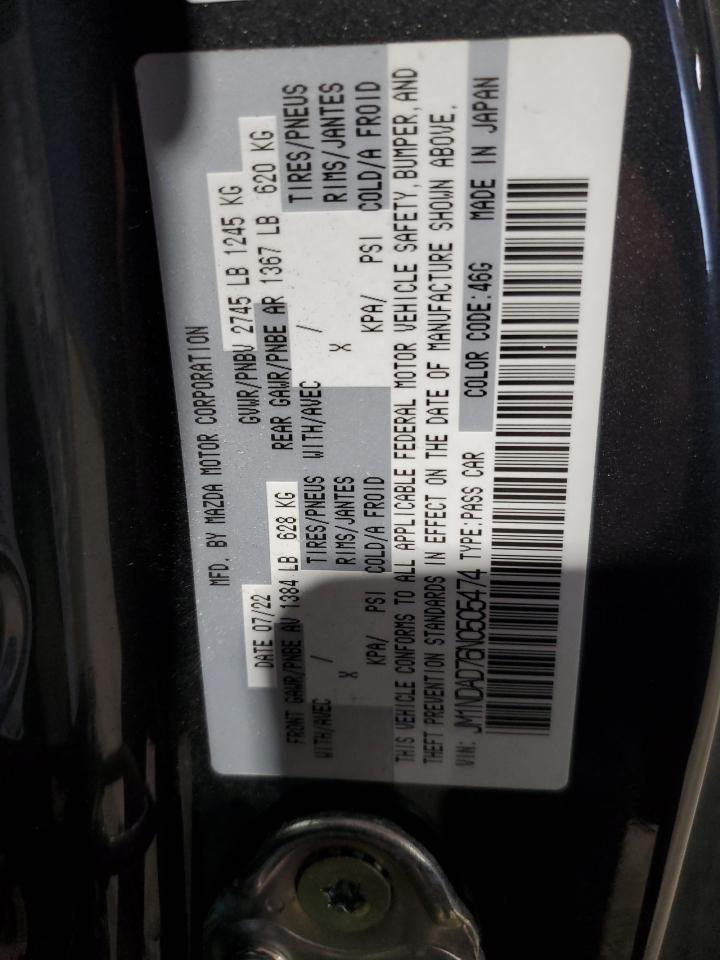 MFD. BY MAZDA MOTOR CORPORATION
DATE 07/22 GVWR/PNBV 2745 LB 1245 KG
FRONT GAWR/PNBE AV 1384 LB 628 KG REAR GAWR/PNBE AR 1367 LB 620 KG
WITH/AVEC / TIRES/PNEUS WITH/AVEC / TIRES/PNEUS
X RIMS/JANTES X RIMS/JANTES
KPA/ PSI COLD/A FROID KPA/ PSI COLD/A FROID
THIS VEHICLE CONFORMS TO ALL APPLICABLE FEDERAL MOTOR VEHICLE SAFETY, BUMPER, AND
THEFT PREVENTION STANDARDS IN EFFECT ON THE DATE OF MANUFACTURE SHOWN ABOVE.
VIN: JM1NDAD76N0505474 TYPE:PASS CAR COLOR CODE:46G MADE IN JAPAN